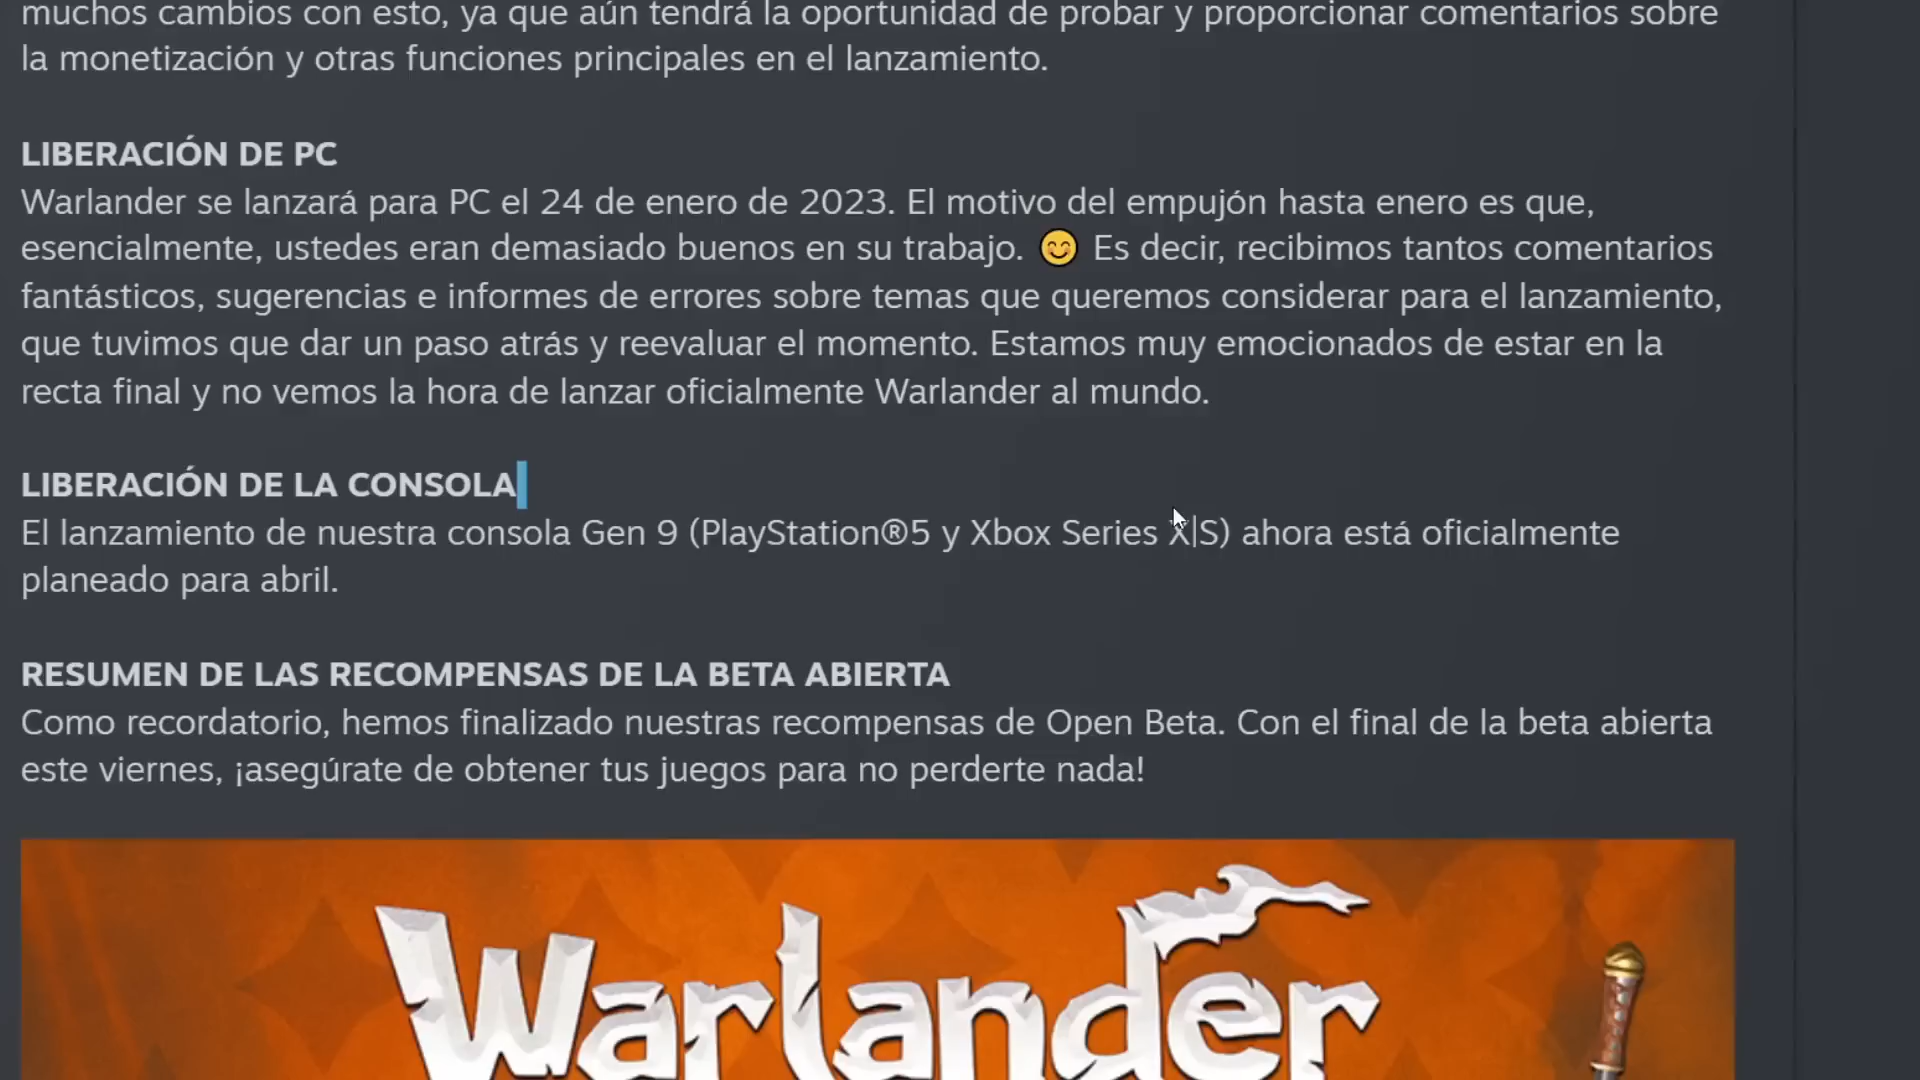 muchos cambios con esto, ya que aún tendrá la oportunidad de probar y proporcionar comentarios sobre
la monetización y otras funciones principales en el lanzamiento.
LIBERACIÓN DE PC
Warlander se lanzará para PC el 24 de enero de 2023. El motivo del empujón hasta enero es que,
esencialmente, ustedes eran demasiado buenos en su trabajo. 😊 Es decir, recibimos tantos comentarios
fantásticos, sugerencias e informes de errores sobre temas que queremos considerar para el lanzamiento,
que tuvimos que dar un paso atrás y reevaluar el momento. Estamos muy emocionados de estar en la
recta final y no vemos la hora de lanzar oficialmente Warlander al mundo.
LIBERACIÓN DE LA CONSOLA
El lanzamiento de nuestra consola Gen 9 (PlayStation®5 y Xbox Series X|S) ahora está oficialmente
planeado para abril.
RESUMEN DE LAS RECOMPENSAS DE LA BETA ABIERTA
Como recordatorio, hemos finalizado nuestras recompensas de Open Beta. Con el final de la beta abierta
este viernes, ¡asegúrate de obtener tus juegos para no perderte nada!
Warlander